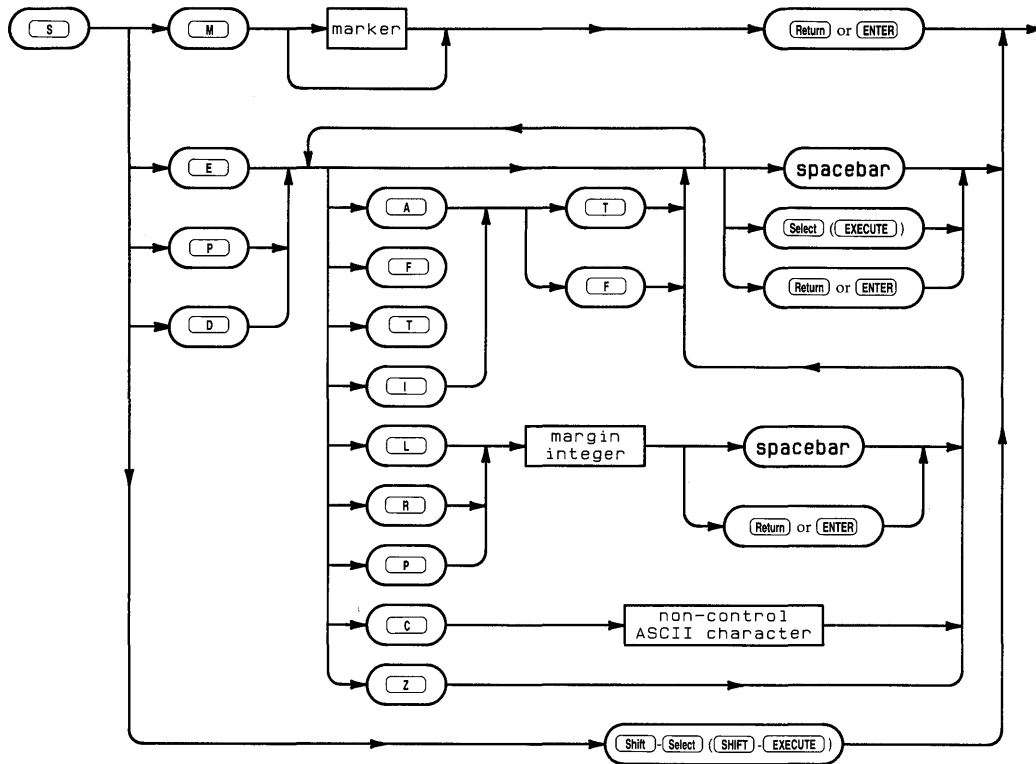 S
M
marker
Return or ENTER
E
spacebar
A
T
P
Select (EXECUTE)
F
F
Return or ENTER
D
T
I
L
margin
integer
spacebar
R
Return or ENTER
P
C
non-control
ASCII character
Z
Shift - Select (SHIFT - EXECUTE)